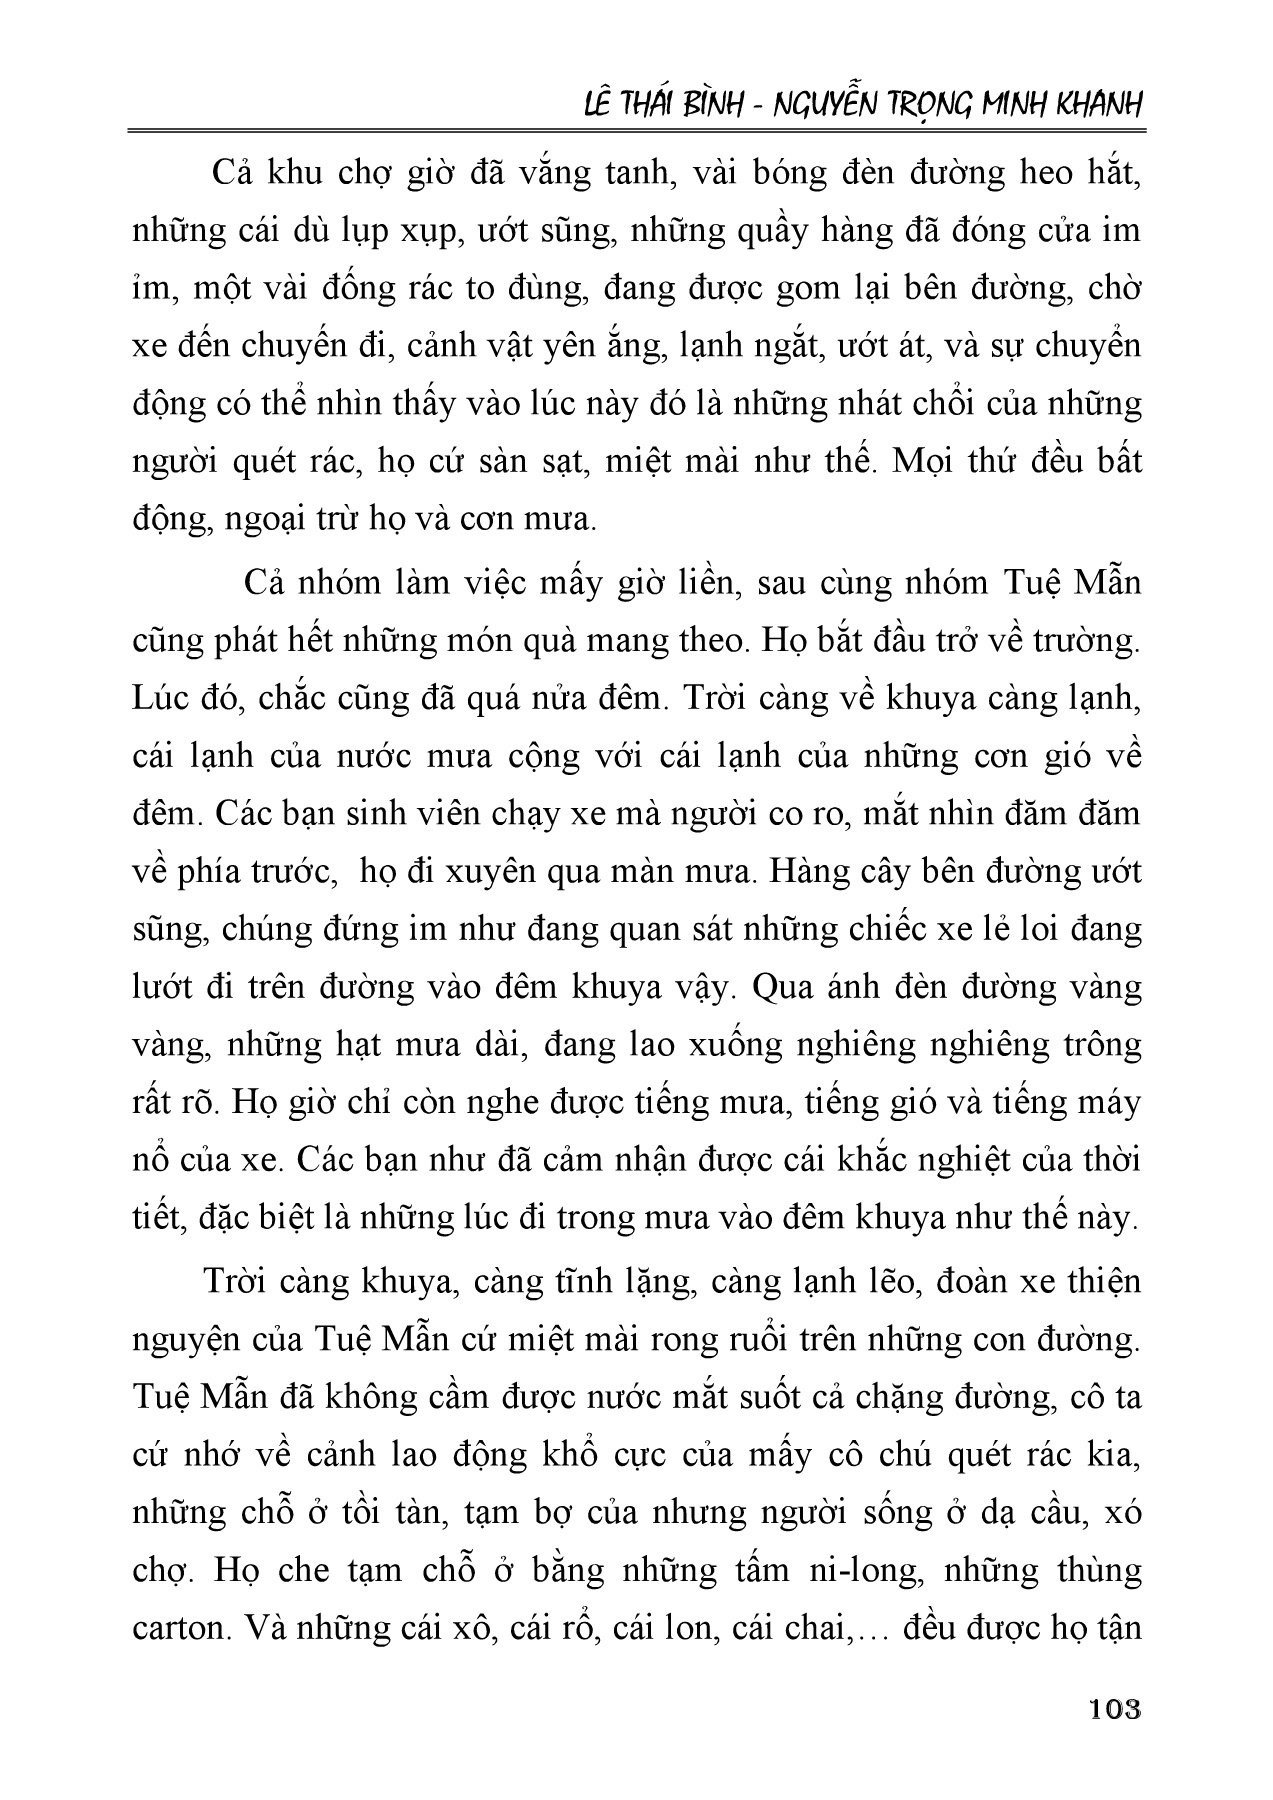 LÊ THÁI BÌNH - NGUYỄN TRỌNG MINH KHANH
Cả khu chợ giờ đã vắng tanh, vài bóng đèn đường heo hắt,
những cái dù lụp xụp, ướt sũng, những quầy hàng đã đóng cửa im
ỉm, một vài đống rác to đùng, đang được gom lại bên đường, chờ
xe đến chuyến đi, cảnh vật yên ắng, lạnh ngắt, ướt át, và sự chuyển
động có thể nhìn thấy vào lúc này đó là những nhát chổi của những
người quét rác, họ cứ sàn sạt, miệt mài như thế. Mọi thứ đều bất
động, ngoại trừ họ và cơn mưa.
Cả nhóm làm việc mấy giờ liền, sau cùng nhóm Tuệ Mẫn
cũng phát hết những món quà mang theo. Họ bắt đầu trở về trường.
Lúc đó, chắc cũng đã quá nửa đêm. Trời càng về khuya càng lạnh,
cái lạnh của nước mưa cộng với cái lạnh của những cơn gió về
đêm. Các bạn sinh viên chạy xe mà người co ro, mắt nhìn đăm đăm
về phía trước,  họ đi xuyên qua màn mưa. Hàng cây bên đường ướt
sũng, chúng đứng im như đang quan sát những chiếc xe lẻ loi đang
lướt đi trên đường vào đêm khuya vậy. Qua ánh đèn đường vàng
vàng, những hạt mưa dài, đang lao xuống nghiêng nghiêng trông
rất rõ. Họ giờ chỉ còn nghe được tiếng mưa, tiếng gió và tiếng máy
nổ của xe. Các bạn như đã cảm nhận được cái khắc nghiệt của thời
tiết, đặc biệt là những lúc đi trong mưa vào đêm khuya như thế này.
Trời càng khuya, càng tĩnh lặng, càng lạnh lẽo, đoàn xe thiện
nguyện của Tuệ Mẫn cứ miệt mài rong ruổi trên những con đường.
Tuệ Mẫn đã không cầm được nước mắt suốt cả chặng đường, cô ta
cứ nhớ về cảnh lao động khổ cực của mấy cô chú quét rác kia,
những chỗ ở tồi tàn, tạm bợ của nhưng người sống ở dạ cầu, xó
chợ. Họ che tạm chỗ ở bằng những tấm ni-long, những thùng
carton. Và những cái xô, cái rổ, cái lon, cái chai,… đều được họ tận
103